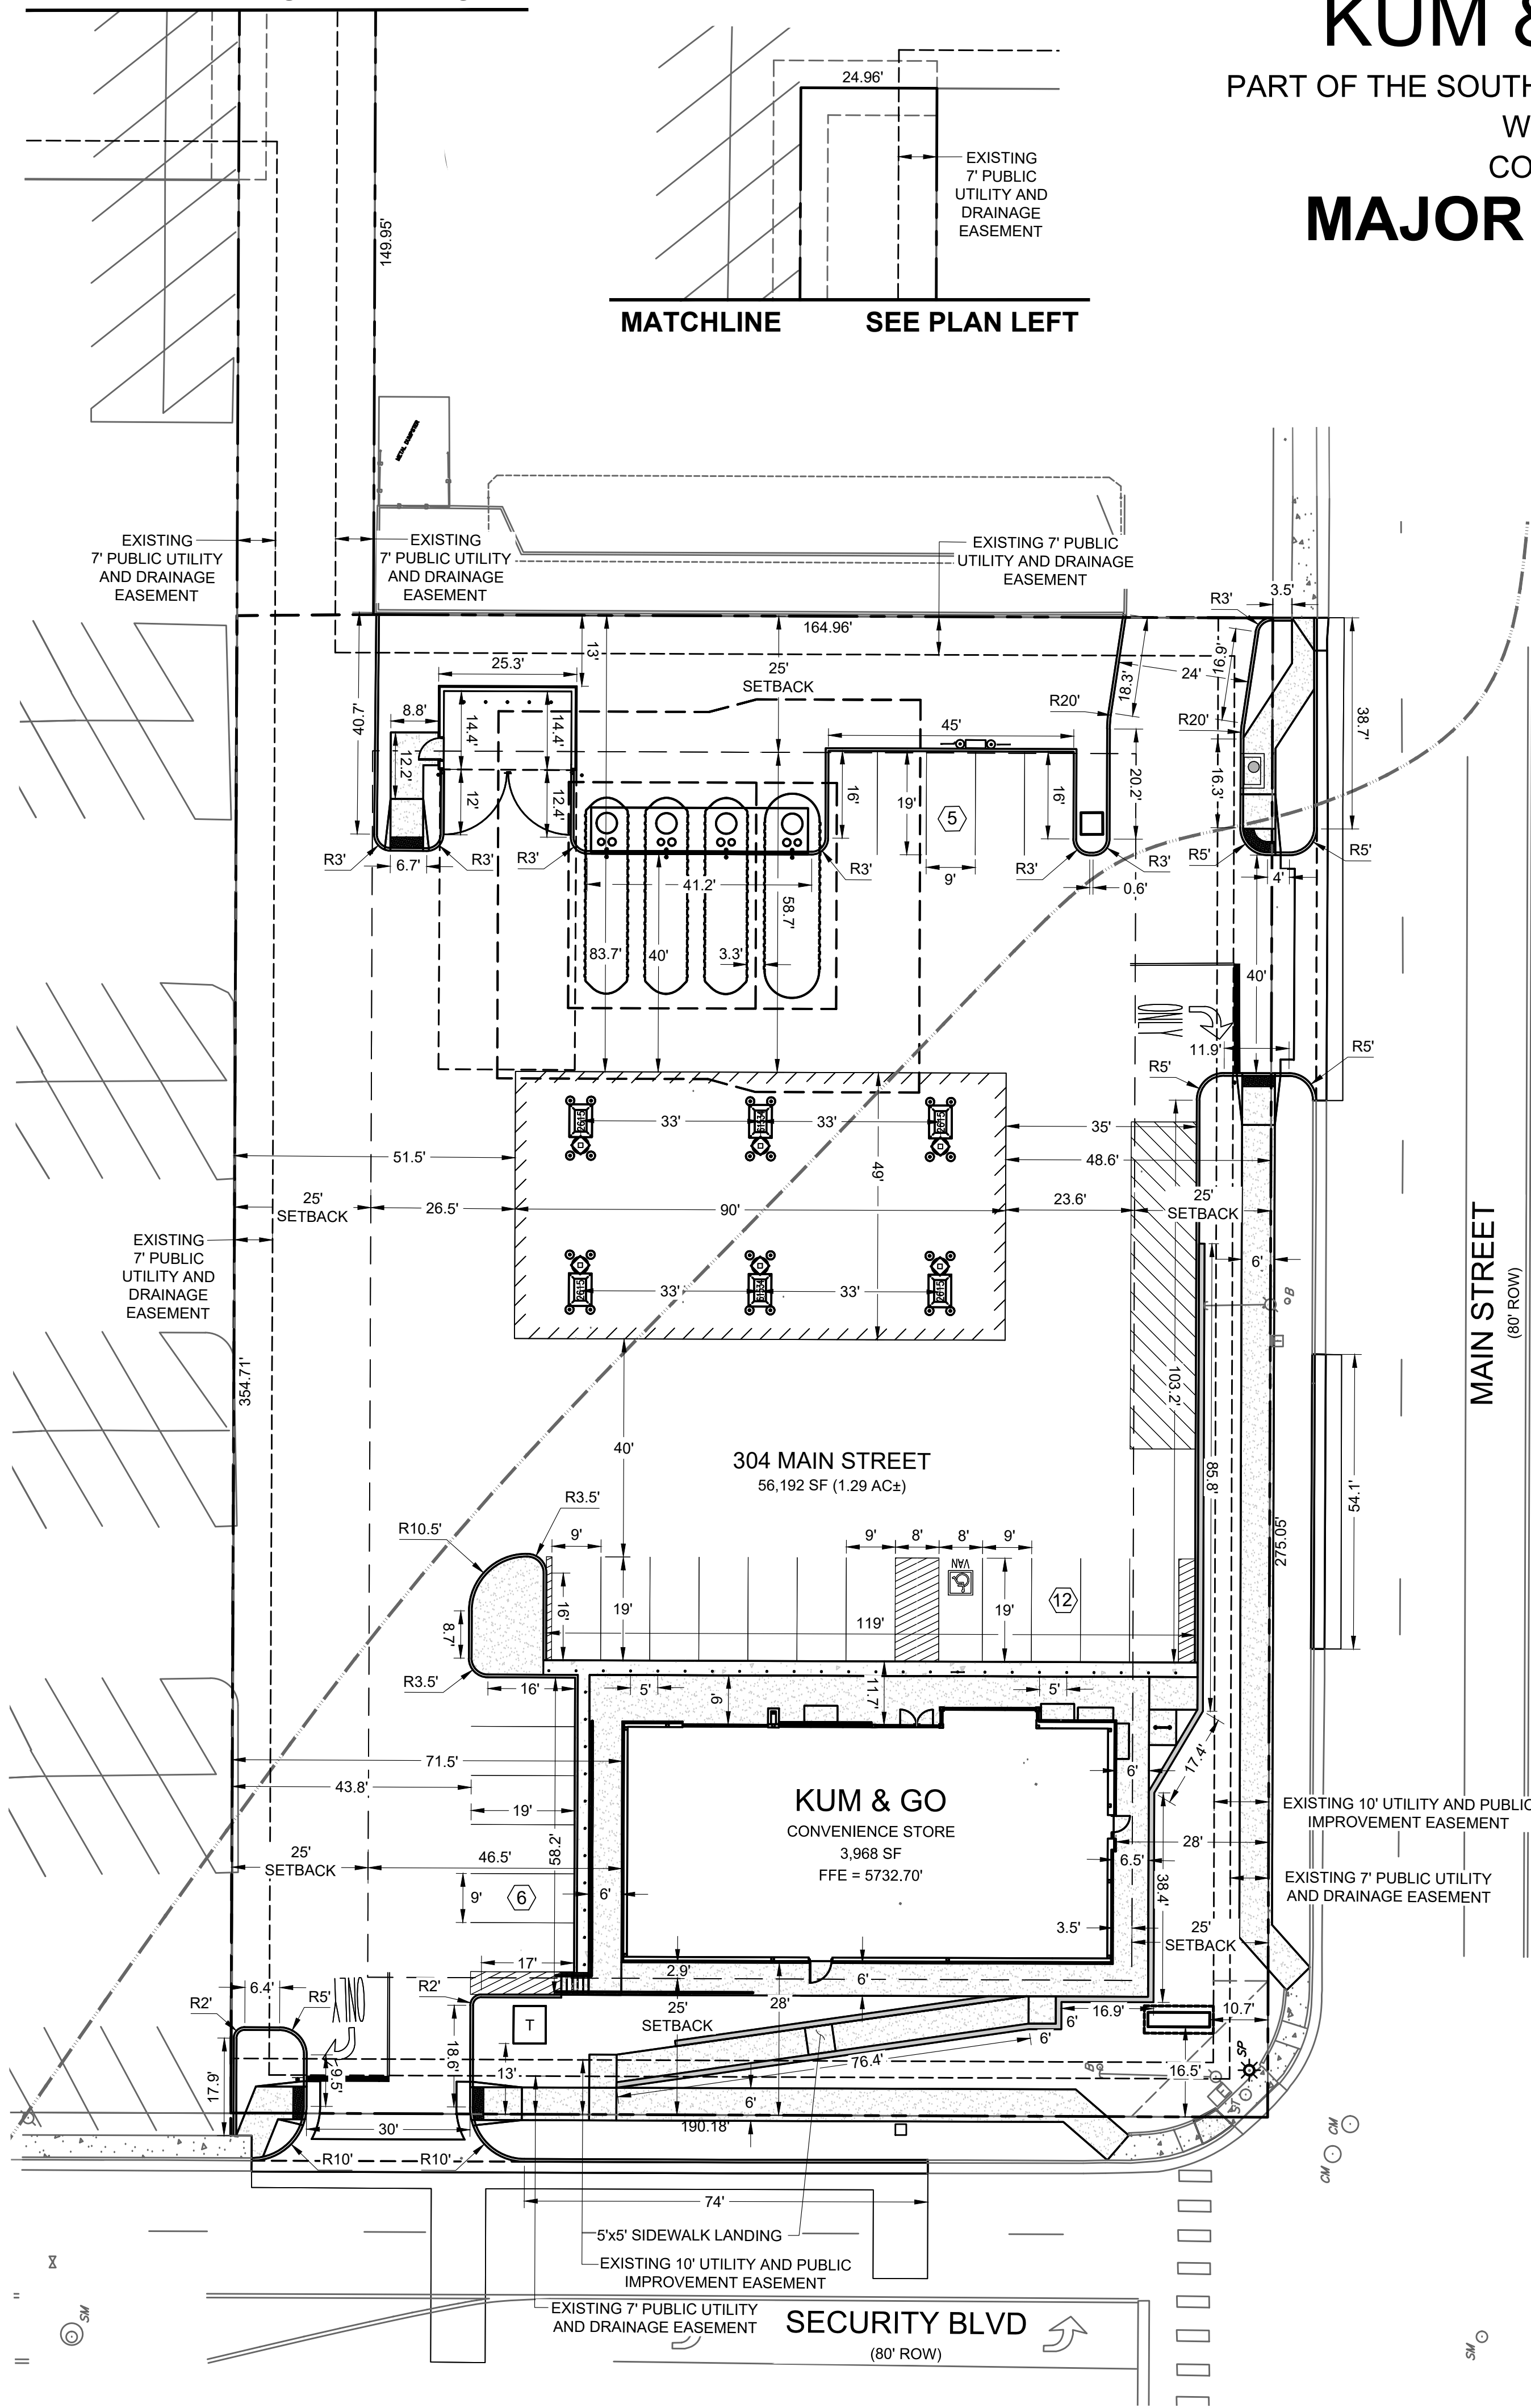 KUM &
PART OF THE SOUTH
W
CO
MAJOR
24.96'
EXISTING
7' PUBLIC
UTILITY AND
DRAINAGE
EASEMENT
MATCHLINE SEE PLAN LEFT
149.95'
METAL DUMPSTER
EXISTING
7' PUBLIC UTILITY
AND DRAINAGE
EASEMENT
EXISTING
7' PUBLIC UTILITY
AND DRAINAGE
EASEMENT
EXISTING 7' PUBLIC
UTILITY AND DRAINAGE
EASEMENT
R3'
3.5'
164.96'
40.7'
25.3'
13'
25'
SETBACK
18.3'
16.6'
24'
8.8'
14.4'
14.4'
45'
R20'
R20'
38.7'
12.2'
12'
12.4'
16'
19'
5
16'
20.2'
16.3'
R3'
6.7'
R3'
R3'
R3'
R3'
R3'
R5'
R5'
41.2'
9'
0.6'
4'
58.7'
83.7'
40'
3.3'
40'
ONLY
11.9'
R5'
R5'
33'
33'
35'
51.5'
49'
48.6'
25'
SETBACK
26.5'
90'
23.6'
25'
SETBACK
EXISTING
7' PUBLIC
UTILITY AND
DRAINAGE
EASEMENT
6'
B
33'
33'
MAIN STREET
(80' ROW)
354.71'
103.2'
54.1'
40'
304 MAIN STREET
56,192 SF (1.29 AC±)
85.8'
275.05'
R3.5'
R10.5'
9'
9'
8'
8'
9'
VAN
16'
19'
19'
12
8.7'
119'
R3.5'
16'
5'
9'
11.7'
5'
71.5'
43.8'
17.4'
6'
KUM & GO
CONVENIENCE STORE
3,968 SF
FFE = 5732.70'
EXISTING 10' UTILITY AND PUBLIC
IMPROVEMENT EASEMENT
19'
58.2'
28'
25'
SETBACK
46.5'
6.5'
EXISTING 7' PUBLIC UTILITY
AND DRAINAGE EASEMENT
9'
6
6'
38.4'
3.5'
25'
SETBACK
17'
2.9'
6'
6.4'
R2'
R5'
ONLY
R2'
T
25'
SETBACK
28'
16.9'
10.7'
6'
6'
17.9'
9.5'
18.6'
13'
76.4'
16.5'
SP
B
E
ST
6'
30'
190.18'
R10'
R10'
CM
CM
74'
5'x5' SIDEWALK LANDING
EXISTING 10' UTILITY AND PUBLIC
IMPROVEMENT EASEMENT
EXISTING 7' PUBLIC UTILITY
AND DRAINAGE EASEMENT
SECURITY BLVD
(80' ROW)
SM
SM